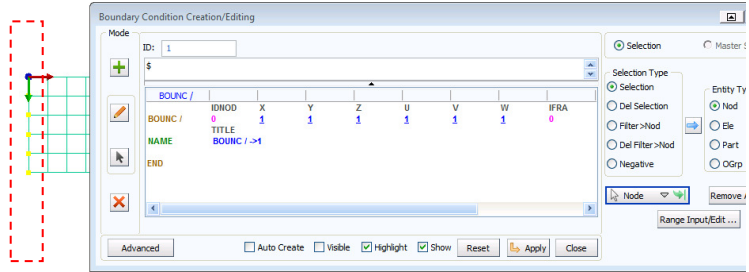 Boundary Condition Creation/Editing
Mode
ID: 1
$
BOUNC /
IDNOD X Y Z U V W IFRA
BOUNC / 0 1 1 1 1 1 1 0
TITLE
NAME BOUNC / ->1
END
Advanced Auto Create Visible Highlight Show Reset Apply Close
Selection Master
Selection Type
Selection
Del Selection
Filter>Nod
Del Filter>Nod
Negative
Entity
Nod
Ele
Part
OGrp
Node Remove
Range Input/Edit ...